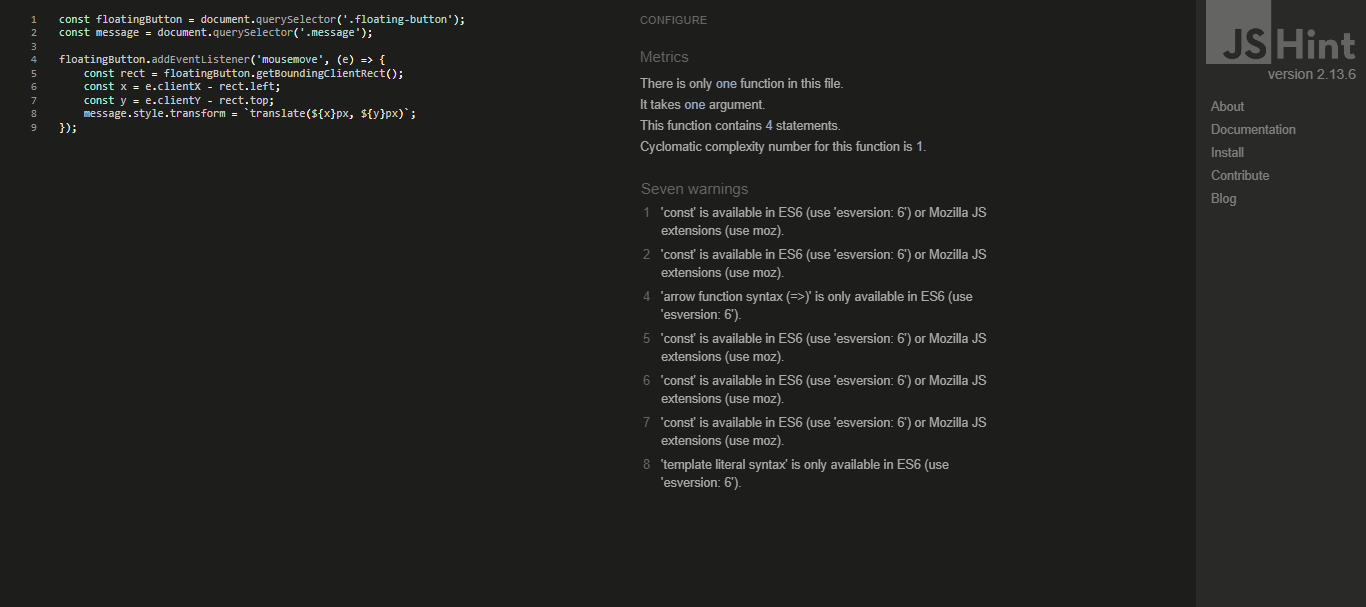 1 const floatingButton = document.querySelector('.floating-button');
2 const message = document.querySelector('.message');
3
4 floatingButton.addEventListener('mousemove', (e) => {
5     const rect = floatingButton.getBoundingClientRect();
6     const x = e.clientX - rect.left;
7     const y = e.clientY - rect.top;
8     message.style.transform = `translate(${x}px, ${y}px)`;
9 });
CONFIGURE
Metrics
There is only one function in this file.
It takes one argument.
This function contains 4 statements.
Cyclomatic complexity number for this function is 1.
Seven warnings
1 'const' is available in ES6 (use 'esversion: 6') or Mozilla JS
extensions (use moz).
2 'const' is available in ES6 (use 'esversion: 6') or Mozilla JS
extensions (use moz).
4 'arrow function syntax (=>)' is only available in ES6 (use
'esversion: 6').
5 'const' is available in ES6 (use 'esversion: 6') or Mozilla JS
extensions (use moz).
6 'const' is available in ES6 (use 'esversion: 6') or Mozilla JS
extensions (use moz).
7 'const' is available in ES6 (use 'esversion: 6') or Mozilla JS
extensions (use moz).
8 'template literal syntax' is only available in ES6 (use
'esversion: 6').
JSHint
version 2.13.6
About
Documentation
Install
Contribute
Blog